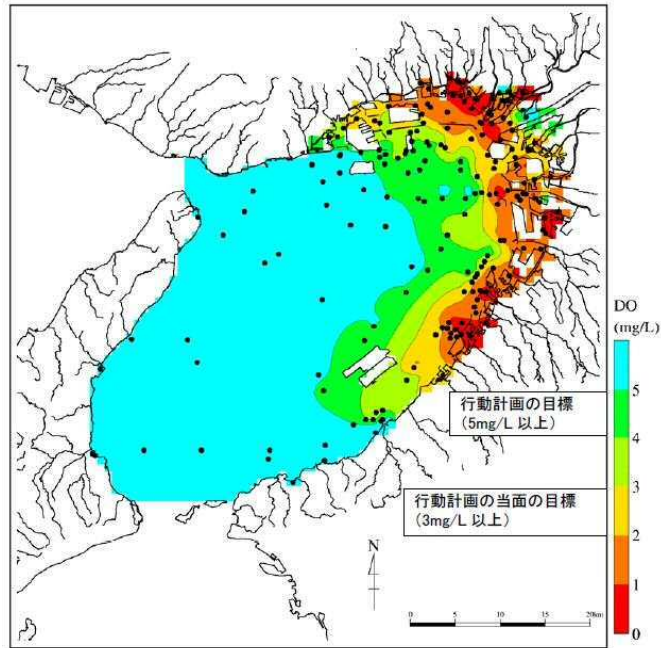 DO
(mg/L)
5
4
3
2
1
0
行動計画の目標
(5mg/L 以上)
行動計画の当面の目標
(3mg/L 以上)
N
0 5 10 15 20km